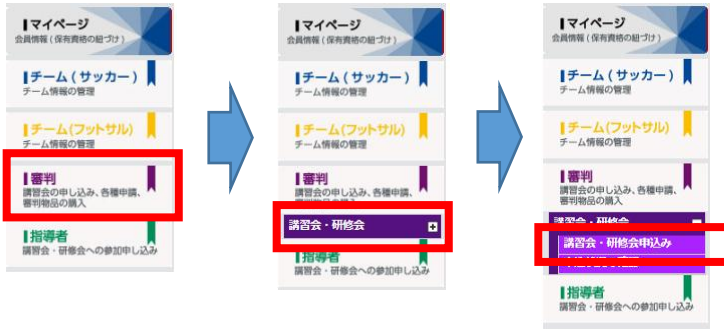 マイページ
会員情報(保有資格の紐づけ)
チーム(サッカー)
チーム情報の管理
チーム(フットサル)
チーム情報の管理
審判
講習会の申し込み、各種申請、
審判物品の購入
指導者
講習会・研修会への参加申し込み
マイページ
会員情報(保有資格の紐づけ)
チーム(サッカー)
チーム情報の管理
チーム(フットサル)
チーム情報の管理
審判
講習会の申し込み、各種申請、
審判物品の購入
講習会・研修会
指導者
講習会・研修会への参加申し込み
マイページ
会員情報(保有資格の紐づけ)
チーム(サッカー)
チーム情報の管理
チーム(フットサル)
チーム情報の管理
審判
講習会の申し込み、各種申請、
審判物品の購入
講習会・研修会
講習会・研修会申込み
指導者
講習会・研修会への参加申し込み